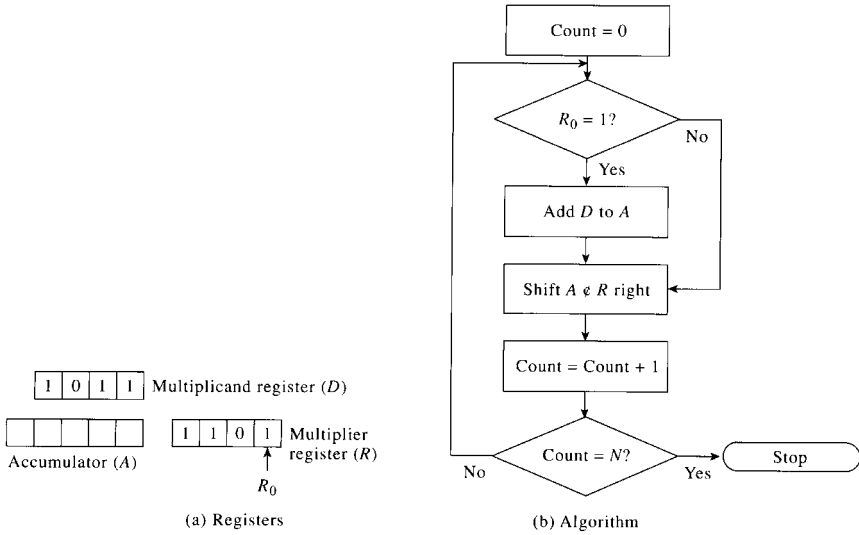 Count = 0
R0 = 1?
No
Yes
Add D to A
Shift A ¢ R right
Count = Count + 1
1 0 1 1 Multiplicand register (D)
1 1 0 1 Multiplier
register (R)
Accumulator (A)
R0
Count = N?
No
Yes
Stop
(a) Registers
(b) Algorithm